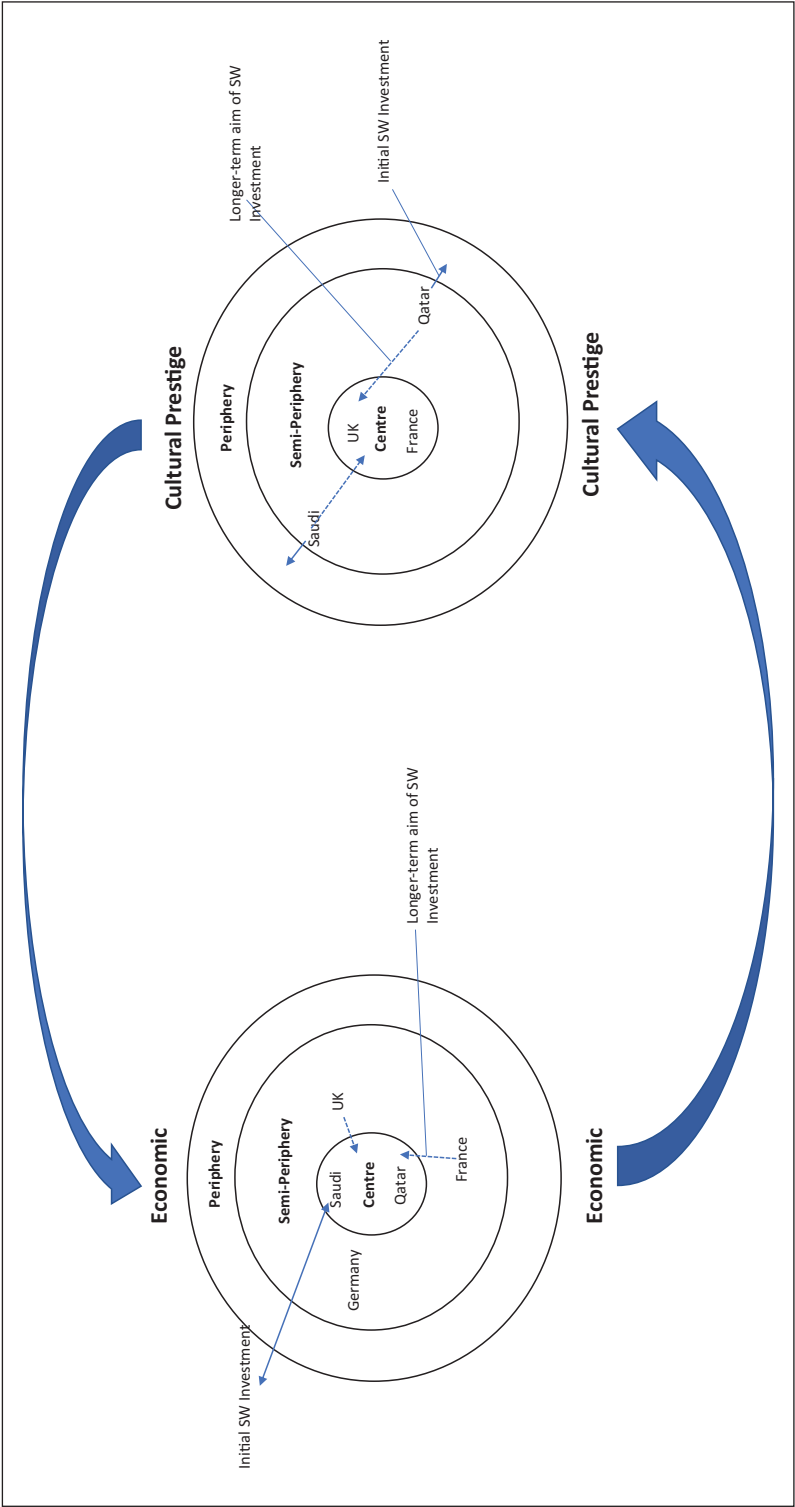 Economic
Periphery
Semi-Periphery
Initial SW Investment
Saudi
UK
Centre
Germany
Qatar
Longer-term aim of SW
Investment
France
Economic
Cultural Prestige
Longer-term aim of SW
Investment
Periphery
Semi-Periphery
Saudi
UK
Centre
France
Qatar
Initial SW Investment
Cultural Prestige